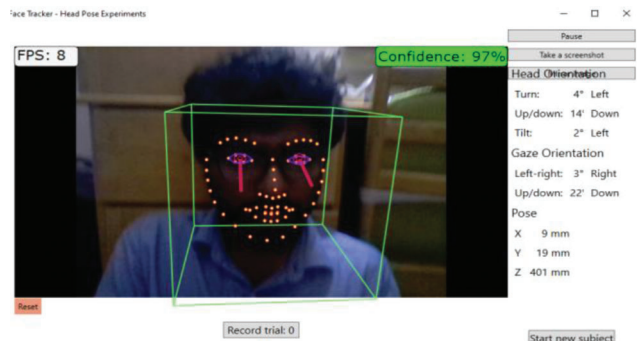 Face Tracker - Head Pose Experiments
Pause
FPS: 8
Confidence: 97%
Take a screenshot
Head Orientation
Turn: 4° Left
Up/down: 14' Down
Tilt: 2° Left
Gaze Orientation
Left-right: 3° Right
Up/down: 22' Down
Pose
X 9 mm
Y 19 mm
Z 401 mm
Reset
Record trial: 0
Start new subject